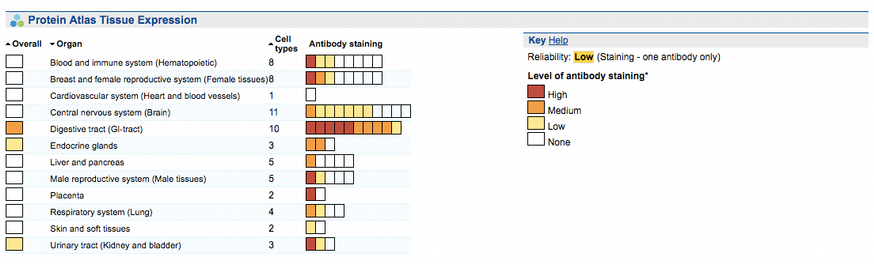 Protein Atlas Tissue Expression
Overall Organ Cell types Antibody staining
Blood and immune system (Hematopoietic) 8
Breast and female reproductive system (Female tissues) 8
Cardiovascular system (Heart and blood vessels) 1
Central nervous system (Brain) 11
Digestive tract (GI-tract) 10
Endocrine glands 3
Liver and pancreas 5
Male reproductive system (Male tissues) 5
Placenta 2
Respiratory system (Lung) 4
Skin and soft tissues 2
Urinary tract (Kidney and bladder) 3
Key Help
Reliability: Low (Staining - one antibody only)
Level of antibody staining*
High
Medium
Low
None